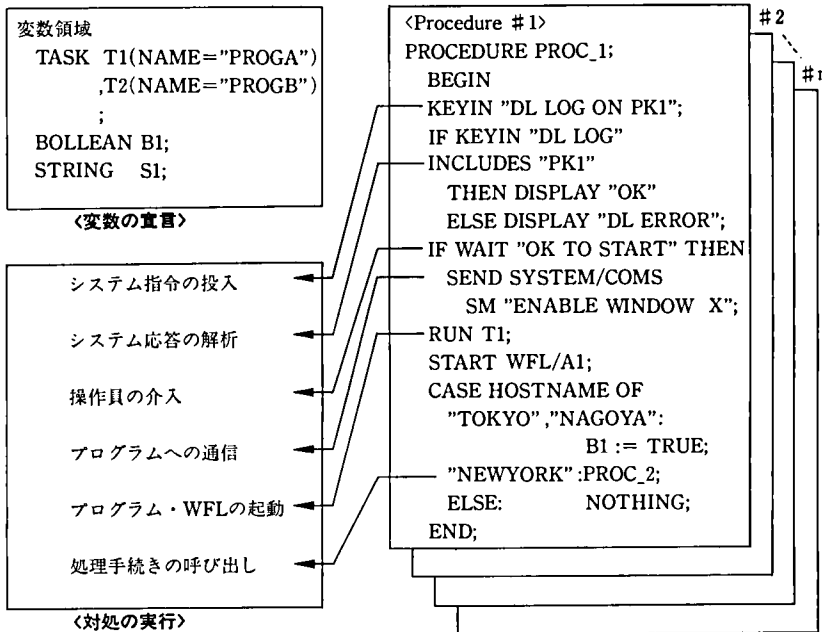 変数領域
TASK T1(NAME="PROGA")
,T2(NAME="PROGB")
;
BOLLEAN B1;
STRING S1;
〈変数の宣言〉
システム指令の投入
システム応答の解析
操作員の介入
プログラムへの通信
プログラム・WFLの起動
処理手続きの呼び出し
〈対処の実行〉
〈Procedure #1〉
PROCEDURE PROC_1;
BEGIN
KEYIN "DL LOG ON PK1";
IF KEYIN "DL LOG"
INCLUDES "PK1"
THEN DISPLAY "OK"
ELSE DISPLAY "DL ERROR";
IF WAIT "OK TO START" THEN
SEND SYSTEM/COMS
SM "ENABLE WINDOW X";
RUN T1;
START WFL/A1;
CASE HOSTNAME OF
"TOKYO","NAGOYA":
B1 := TRUE;
"NEWYORK":PROC_2;
ELSE: NOTHING;
END;
#2